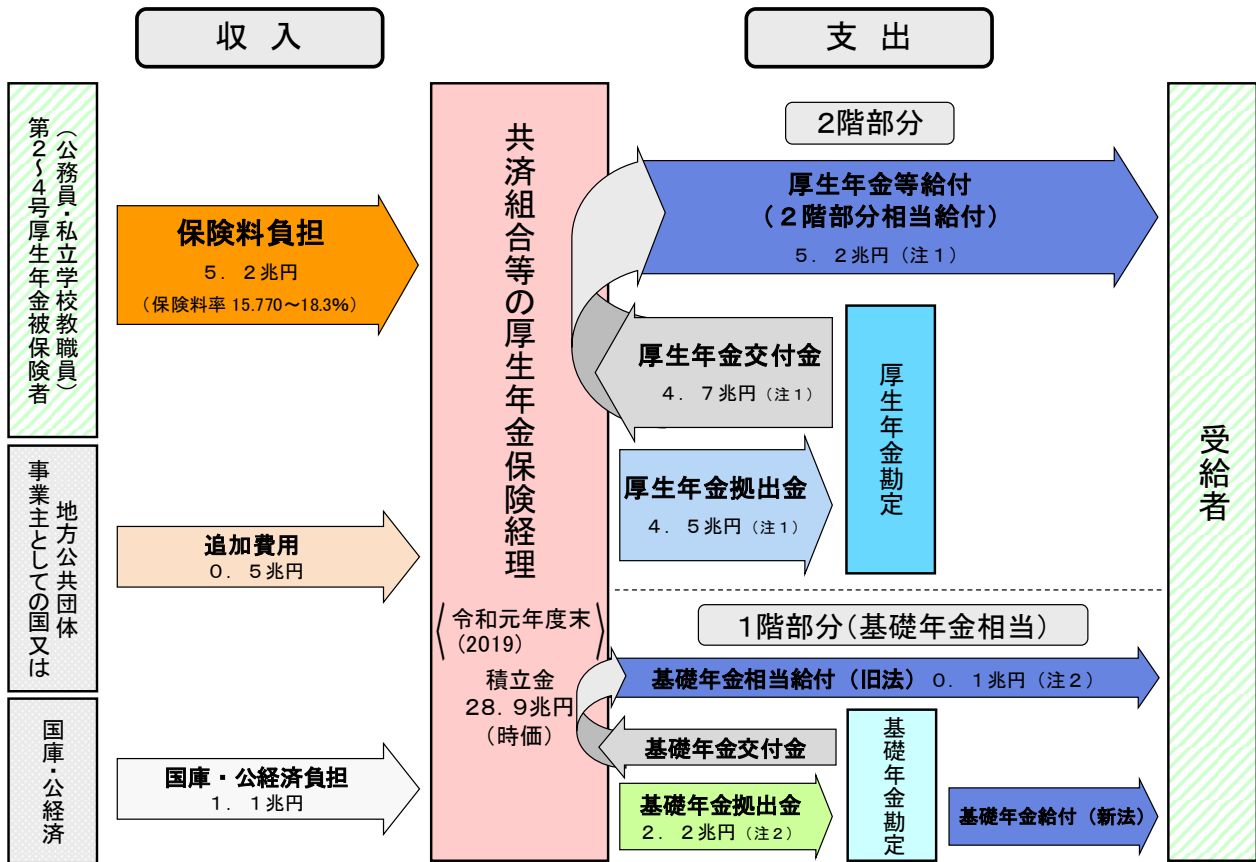 収 入
支 出
第２～４号厚生年金被保険者
（公務員・私立学校教職員）
保険料負担
５．２兆円
（保険料率 15.770～18.3%）
事業主としての国又は
地方公共団体
追加費用
０．５兆円
国庫・公経済
国庫・公経済負担
１．１兆円
共済組合等の厚生年金保険経理
令和元年度末
(2019)
積立金
28.9兆円
（時価）
２階部分
厚生年金等給付
（２階部分相当給付）
５．２兆円（注１）
厚生年金交付金
４．７兆円（注１）
厚生年金拠出金
４．５兆円（注１）
厚生年金勘定
１階部分（基礎年金相当）
基礎年金相当給付（旧法）０．１兆円（注２）
基礎年金交付金
基礎年金拠出金
２．２兆円（注２）
基礎年金勘定
基礎年金給付（新法）
受給者